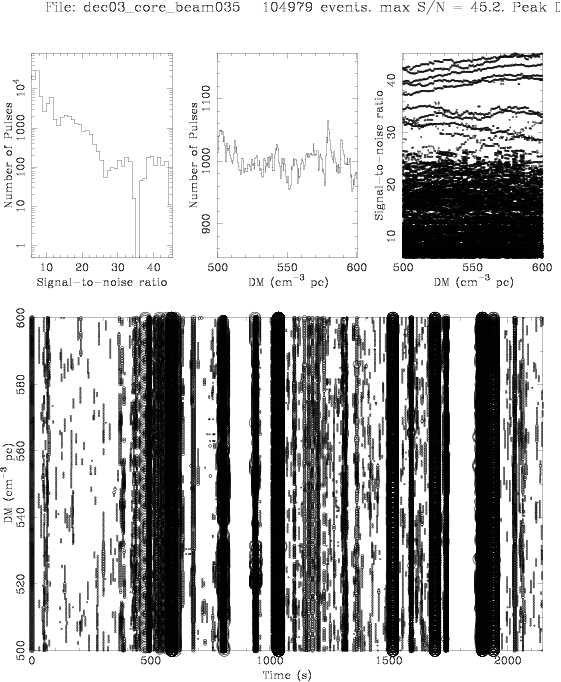 File: dec03_core_beam035 104979 events. max S/N = 45.2. Peak D
Number of Pulses
10⁴
1000
100
10
1
10 20 30 40
Signal-to-noise ratio
Number of Pulses
1100
1000
900
500 550 600
DM (cm⁻³ pc)
Signal-to-noise ratio
40
30
20
10
500 550 600
DM (cm⁻³ pc)
DM (cm⁻³ pc)
600
580
560
540
520
500
0 500 1000 1500 2000
Time (s)